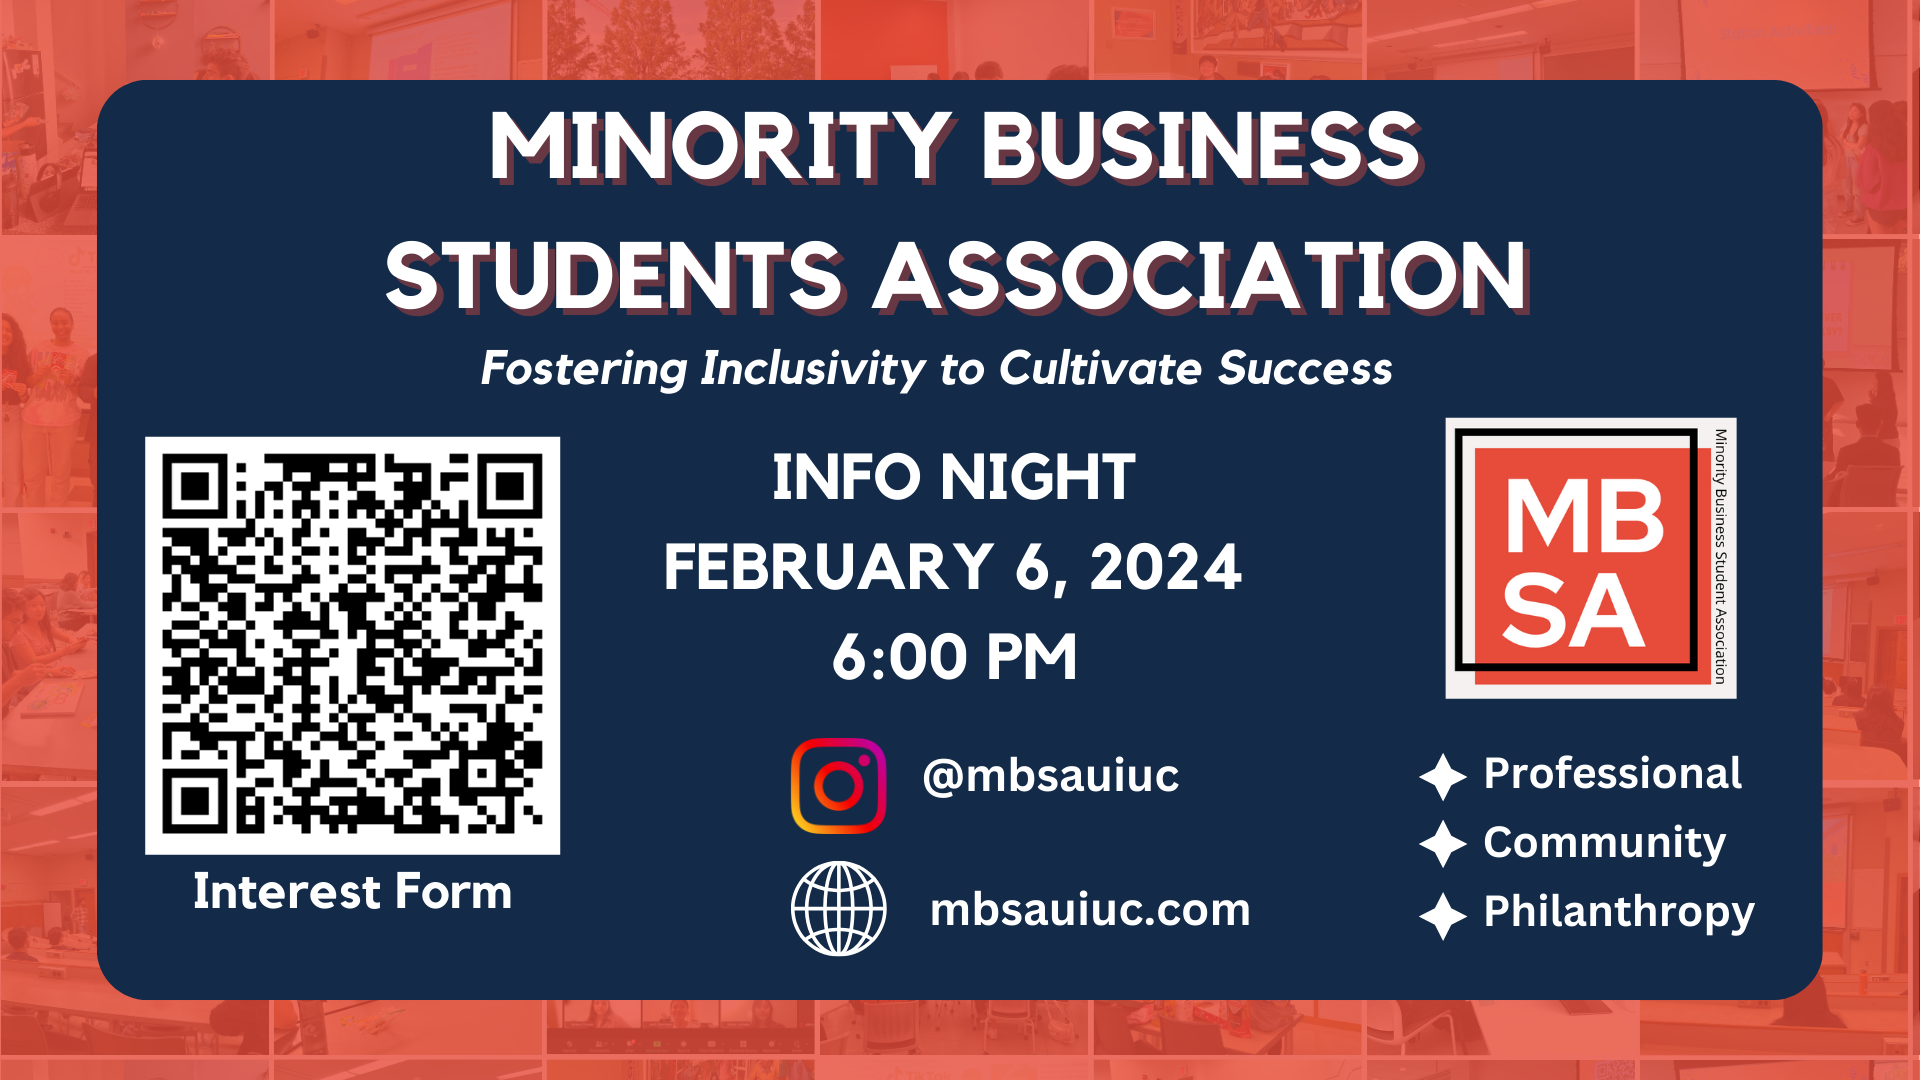 MINORITY BUSINESS
STUDENTS ASSOCIATION
Fostering Inclusivity to Cultivate Success
INFO NIGHT
FEBRUARY 6, 2024
6:00 PM
@mbsauiuc
mbsauiuc.com
Interest Form
MB
SA
Minority Business Student Association
Professional
Community
Philanthropy